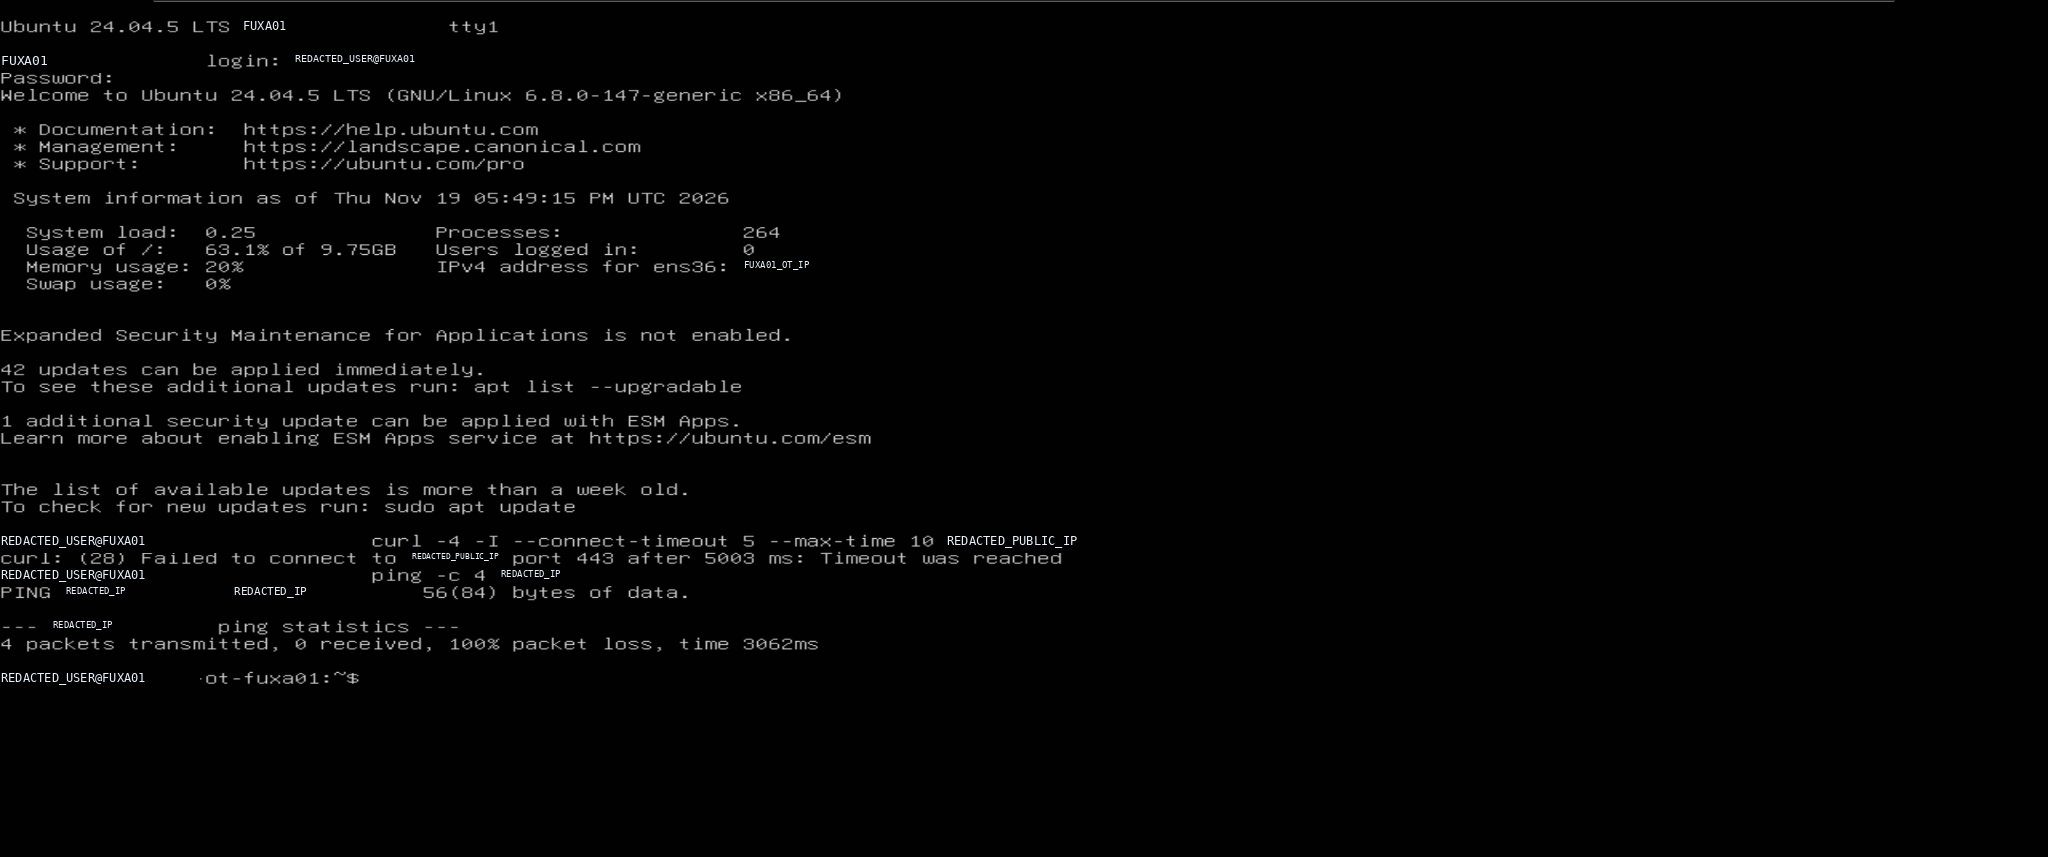 Ubuntu 24.04.5 LTS FUXA01 tty1
FUXA01 login: REDACTED_USER@FUXA01
Password:
Welcome to Ubuntu 24.04.5 LTS (GNU/Linux 6.8.0-147-generic x86_64)
* Documentation: https://help.ubuntu.com
* Management: https://landscape.canonical.com
* Support: https://ubuntu.com/pro
System information as of Thu Nov 19 05:49:15 PM UTC 2026
System load: 0.25 Processes: 264
Usage of /: 63.1% of 9.75GB Users logged in: 0
Memory usage: 20% IPv4 address for ens36: FUXA01_OT_IP
Swap usage: 0%
Expanded Security Maintenance for Applications is not enabled.
42 updates can be applied immediately.
To see these additional updates run: apt list --upgradable
1 additional security update can be applied with ESM Apps.
Learn more about enabling ESM Apps service at https://ubuntu.com/esm
The list of available updates is more than a week old.
To check for new updates run: sudo apt update
REDACTED_USER@FUXA01 curl -4 -I --connect-timeout 5 --max-time 10 REDACTED_PUBLIC_IP
curl: (28) Failed to connect to REDACTED_PUBLIC_IP port 443 after 5003 ms: Timeout was reached
REDACTED_USER@FUXA01 ping -c 4 REDACTED_IP
PING REDACTED_IP REDACTED_IP 56(84) bytes of data.
--- REDACTED_IP ping statistics ---
4 packets transmitted, 0 received, 100% packet loss, time 3062ms
REDACTED_USER@FUXA01 ot-fuxa01:~$